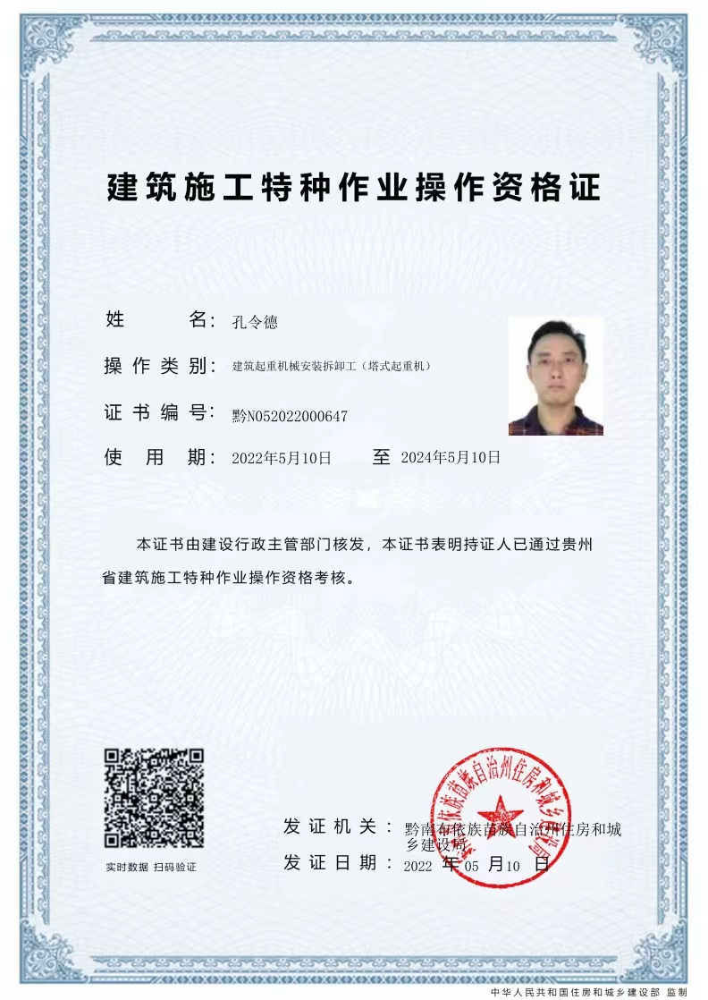 建筑施工特种作业操作资格证
姓 名： 孔令德
操作类别： 建筑起重机械安装拆卸工（塔式起重机）
证书编号： 黔N052022000647
使用期： 2022年5月10日 至 2024年5月10日
本证书由建设行政主管部门核发，本证书表明持证人已通过贵州
省建筑施工特种作业操作资格考核。
发证机关： 黔南布依族苗族自治州住房和城
乡建设局
发证日期： 2022 年 05 月 10 日
实时数据 扫码验证
黔南布依族苗族自治州住房和城乡建设局
中华人民共和国住房和城乡建设部 监制